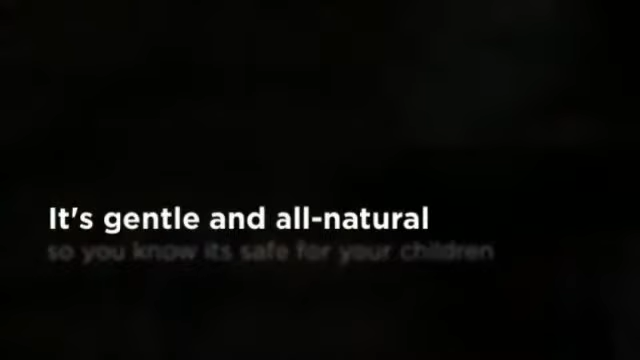 It's gentle and all-natural
so you know its safe for your children